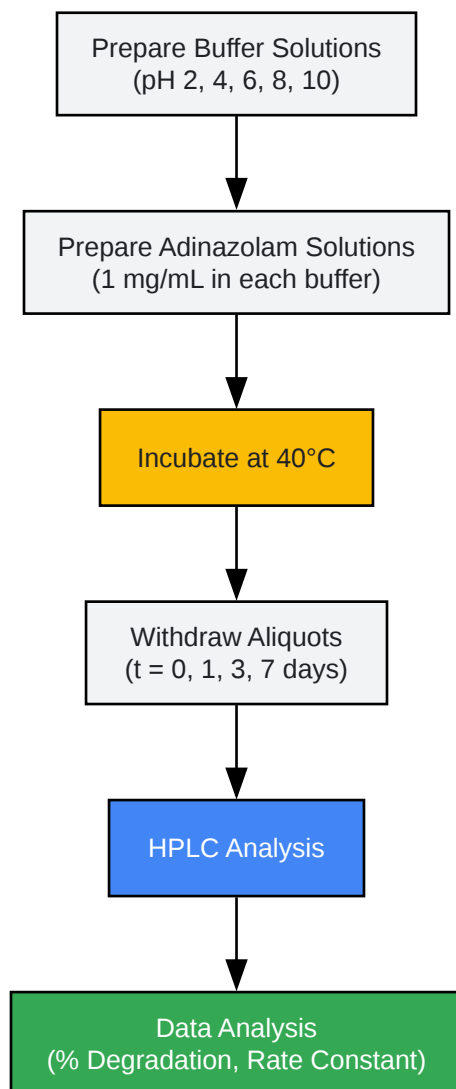 Prepare Buffer Solutions
(pH 2, 4, 6, 8, 10)
Prepare Adinazolam Solutions
(1 mg/mL in each buffer)
Incubate at 40°C
Withdraw Aliquots
(t = 0, 1, 3, 7 days)
HPLC Analysis
Data Analysis
(% Degradation, Rate Constant)